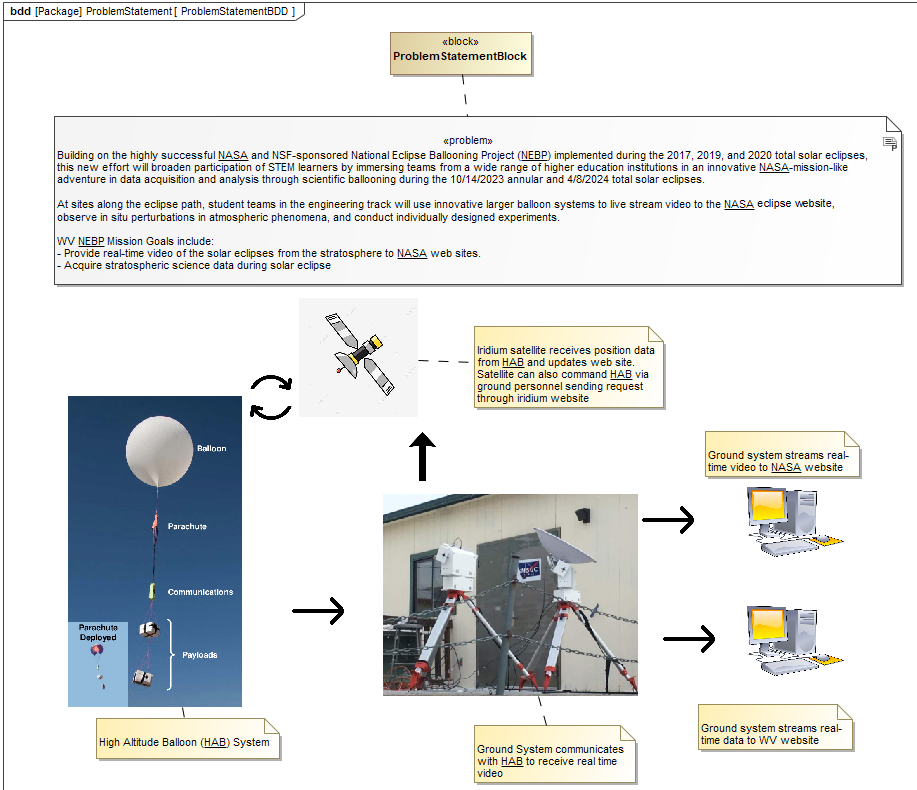 bdd [Package] ProblemStatement [ ProblemStatementBDD ]
«block»
ProblemStatementBlock
«problem»
Building on the highly successful NASA and NSF-sponsored National Eclipse Ballooning Project (NEBP) implemented during the 2017, 2019, and 2020 total solar eclipses,
this new effort will broaden participation of STEM learners by immersing teams from a wide range of higher education institutions in an innovative NASA-mission-like
adventure in data acquisition and analysis through scientific ballooning during the 10/14/2023 annular and 4/8/2024 total solar eclipses.
At sites along the eclipse path, student teams in the engineering track will use innovative larger balloon systems to live stream video to the NASA eclipse website,
observe in situ perturbations in atmospheric phenomena, and conduct individually designed experiments.
WV NEBP Mission Goals include:
- Provide real-time video of the solar eclipses from the stratosphere to NASA web sites.
- Acquire stratospheric science data during solar eclipse
Iridium satellite receives position data
from HAB and updates web site.
Satellite can also command HAB via
ground personnel sending request
through iridium website
Balloon
Parachute
Communications
Parachute
Deployed
Payloads
High Altitude Balloon (HAB) System
MSGC
Ground System communicates
with HAB to receive real time
video
Ground system streams real-
time video to NASA website
Ground system streams real-
time data to WV website